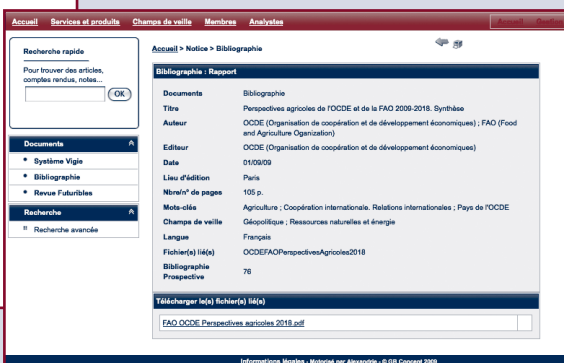 Accueil Services et produits Champs de veille Membres Analystes Accueil Gestion
Recherche rapide
Pour trouver des articles,
comptes rendus, notes...
OK
Documents
Système Vigie
Bibliographie
Revue Futuribles
Recherche
Recherche avancée
Accueil > Notice > Bibliographie
Bibliographie : Rapport
Documents Bibliographie
Titre Perspectives agricoles de l'OCDE et de la FAO 2009-2018. Synthèse
Auteur OCDE (Organisation de coopération et de développement économiques) ; FAO (Food
and Agriculture Oganization)
Editeur OCDE (Organisation de coopération et de développement économiques)
Date 01/09/09
Lieu d'édition Paris
Nbre/n° de pages 105 p.
Mots-clés Agriculture ; Coopération internationale. Relations internationales ; Pays de l'OCDE
Champs de veille Géopolitique ; Ressources naturelles et énergie
Langue Français
Fichier(s) lié(s) OCDEFAOPerspectivesAgricoles2018
Bibliographie
Prospective 76
Télécharger le(s) fichier(s) lié(s)
FAO OCDE Perspectives agricoles 2018.pdf
Informations légales - Motorisé par Alexandrie - © GB Concept 2009